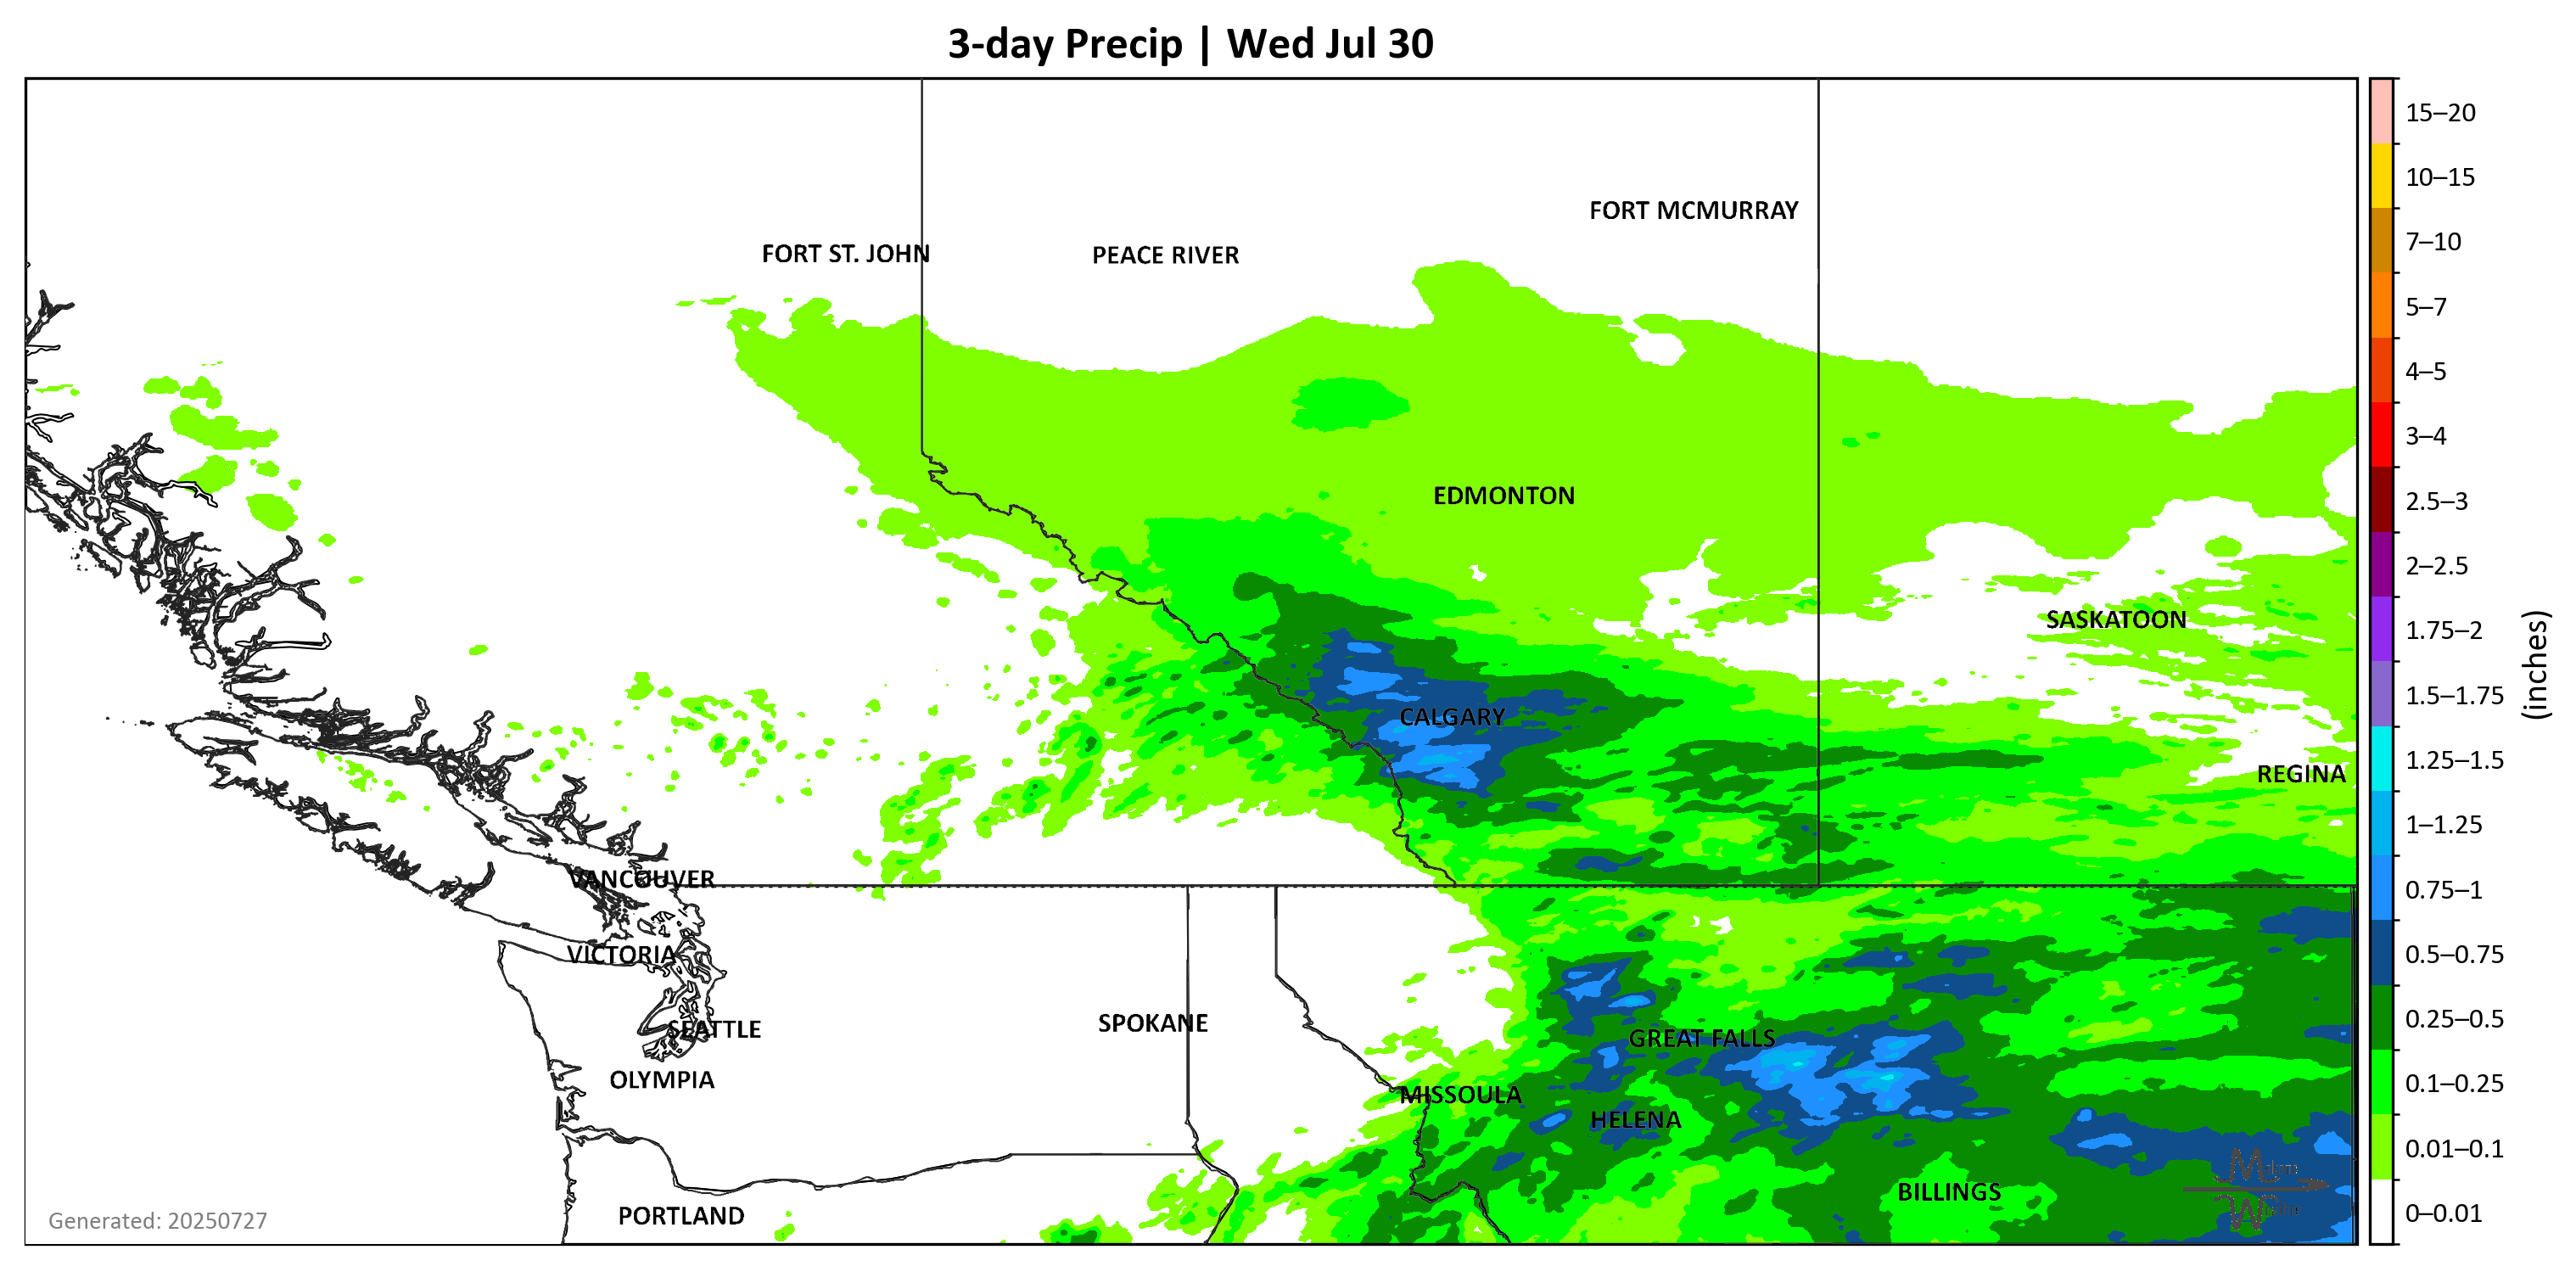 3-day Precip | Wed Jul 30
15–20
10–15
7–10
5–7
4–5
3–4
2.5–3
2–2.5
1.75–2
1.5–1.75
1.25–1.5
1–1.25
0.75–1
0.5–0.75
0.25–0.5
0.1–0.25
0.01–0.1
0–0.01
(inches)
FORT MCMURRAY
FORT ST. JOHN
PEACE RIVER
EDMONTON
SASKATOON
CALGARY
REGINA
VANCOUVER
VICTORIA
SPOKANE
SEATTLE
GREAT FALLS
OLYMPIA
MISSOULA
HELENA
BILLINGS
PORTLAND
Generated: 20250727